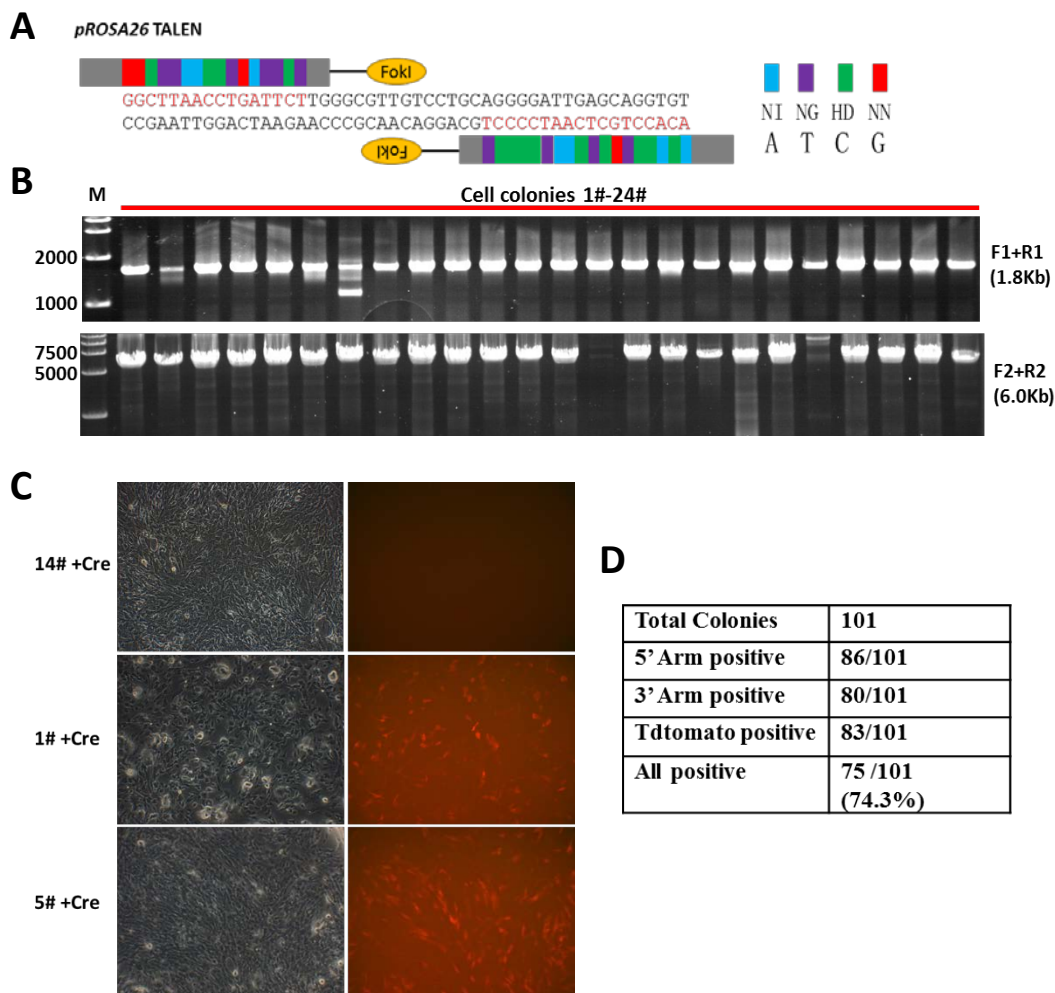 A
pROSA26 TALEN
FokI
GGCTTAACCTGATTCTTGGGCGTTGTCCTGCAGGGGATTGAGCAGGTGT
CCGAATTGGACTAAGAACCCGCAACAGGACGTCCCCTAACTCGTCCACA
FokI
NI NG HD NN
A T C G
B
M
Cell colonies 1#-24#
2000
1000
F1+R1
(1.8Kb)
7500
5000
F2+R2
(6.0Kb)
C
14# +Cre
1# +Cre
5# +Cre
D
Total Colonies 101
5' Arm positive 86/101
3' Arm positive 80/101
Tdtomato positive 83/101
All positive 75 /101
(74.3%)